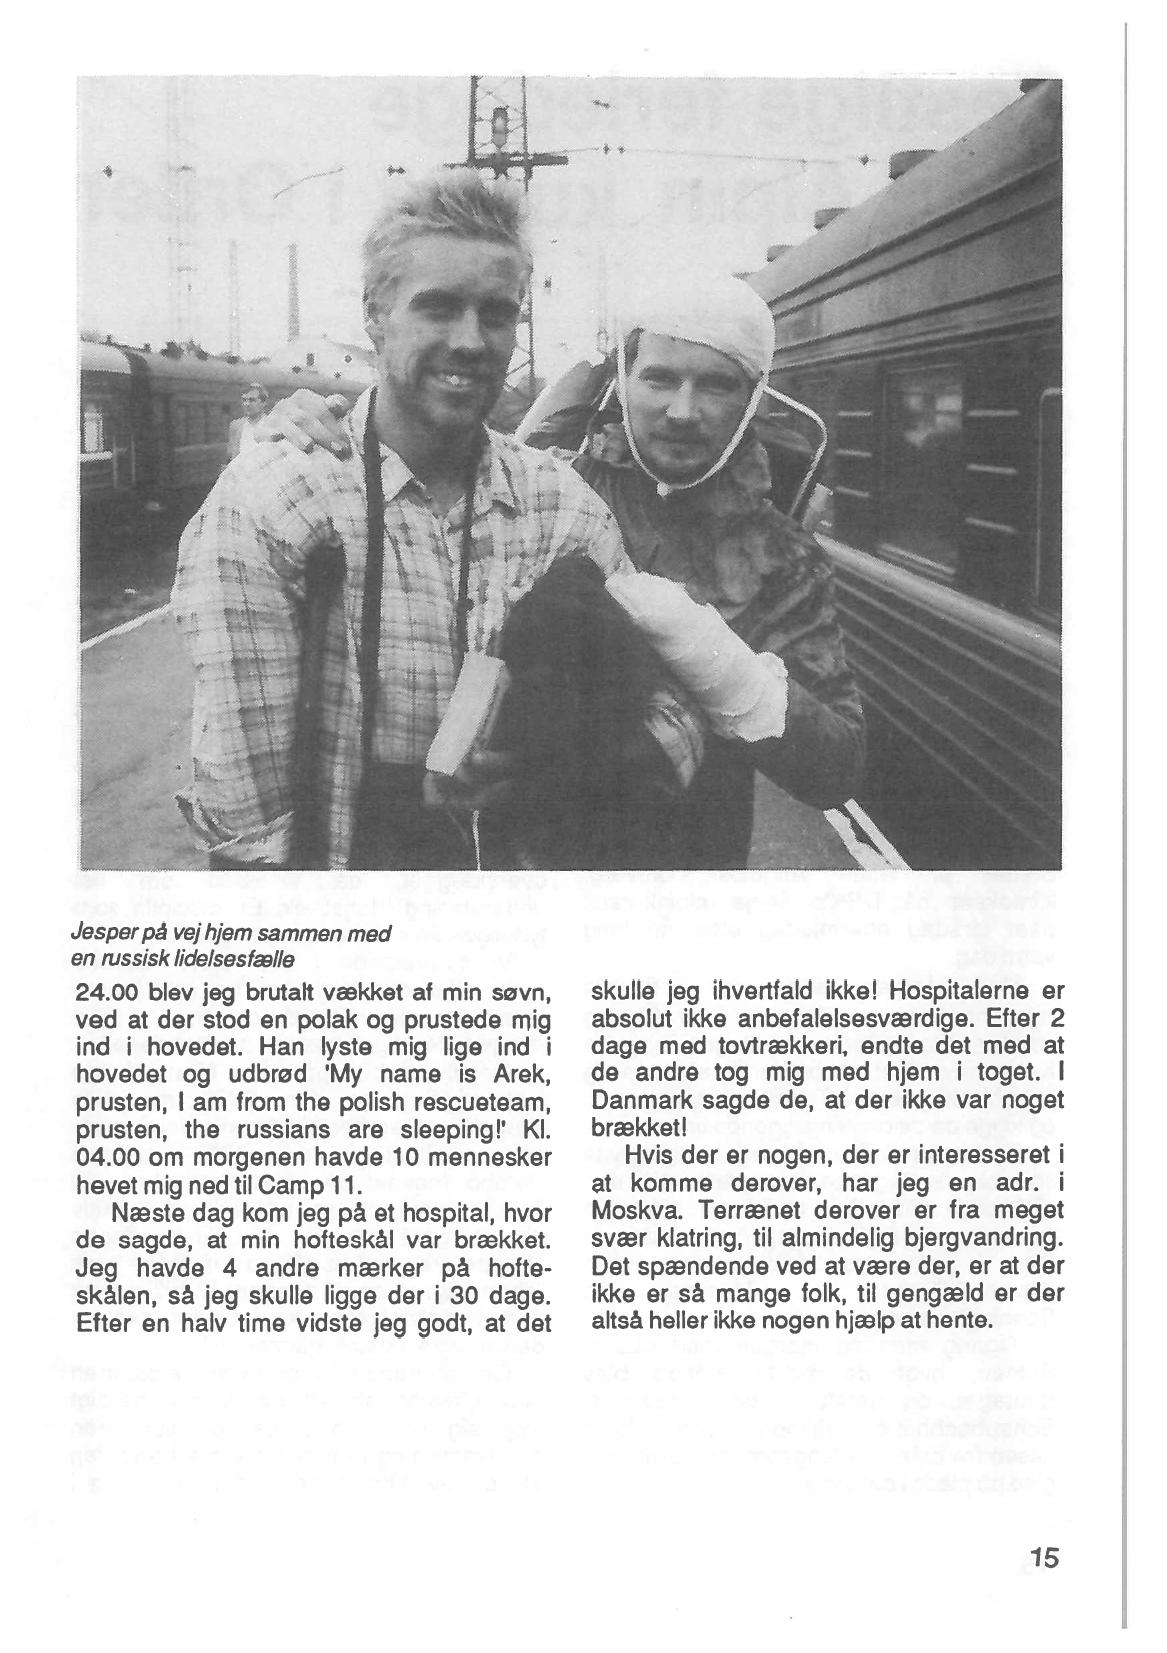 Jesper på vej hjem sammen med
en russisk lidelsesfælle
24.00 blev jeg brutalt vækket af min søvn,
ved at der stod en polak og prustede mig
ind i hovedet. Han lyste mig lige ind i
hovedet og udbrød 'My name is Arek,
prusten, I am from the polish rescueteam,
prusten, the russians are sleeping!' Kl.
04.00 om morgenen havde 10 mennesker
hevet mig ned til Camp 11.
Næste dag kom jeg på et hospital, hvor
de sagde, at min hofteskål var brækket.
Jeg havde 4 andre mærker på hofte-
skålen, så jeg skulle ligge der i 30 dage.
Efter en halv time vidste jeg godt, at det
skulle jeg ihvertfald ikke! Hospitalerne er
absolut ikke anbefalelsesværdige. Efter 2
dage med tovtrækkeri, endte det med at
de andre tog mig med hjem i toget. I
Danmark sagde de, at der ikke var noget
brækket!
Hvis der er nogen, der er interesseret i
at komme derover, har jeg en adr. i
Moskva. Terrænet derover er fra meget
svær klatring, til almindelig bjergvandring.
Det spændende ved at være der, er at der
ikke er så mange folk, til gengæld er der
altså heller ikke nogen hjælp at hente.
15